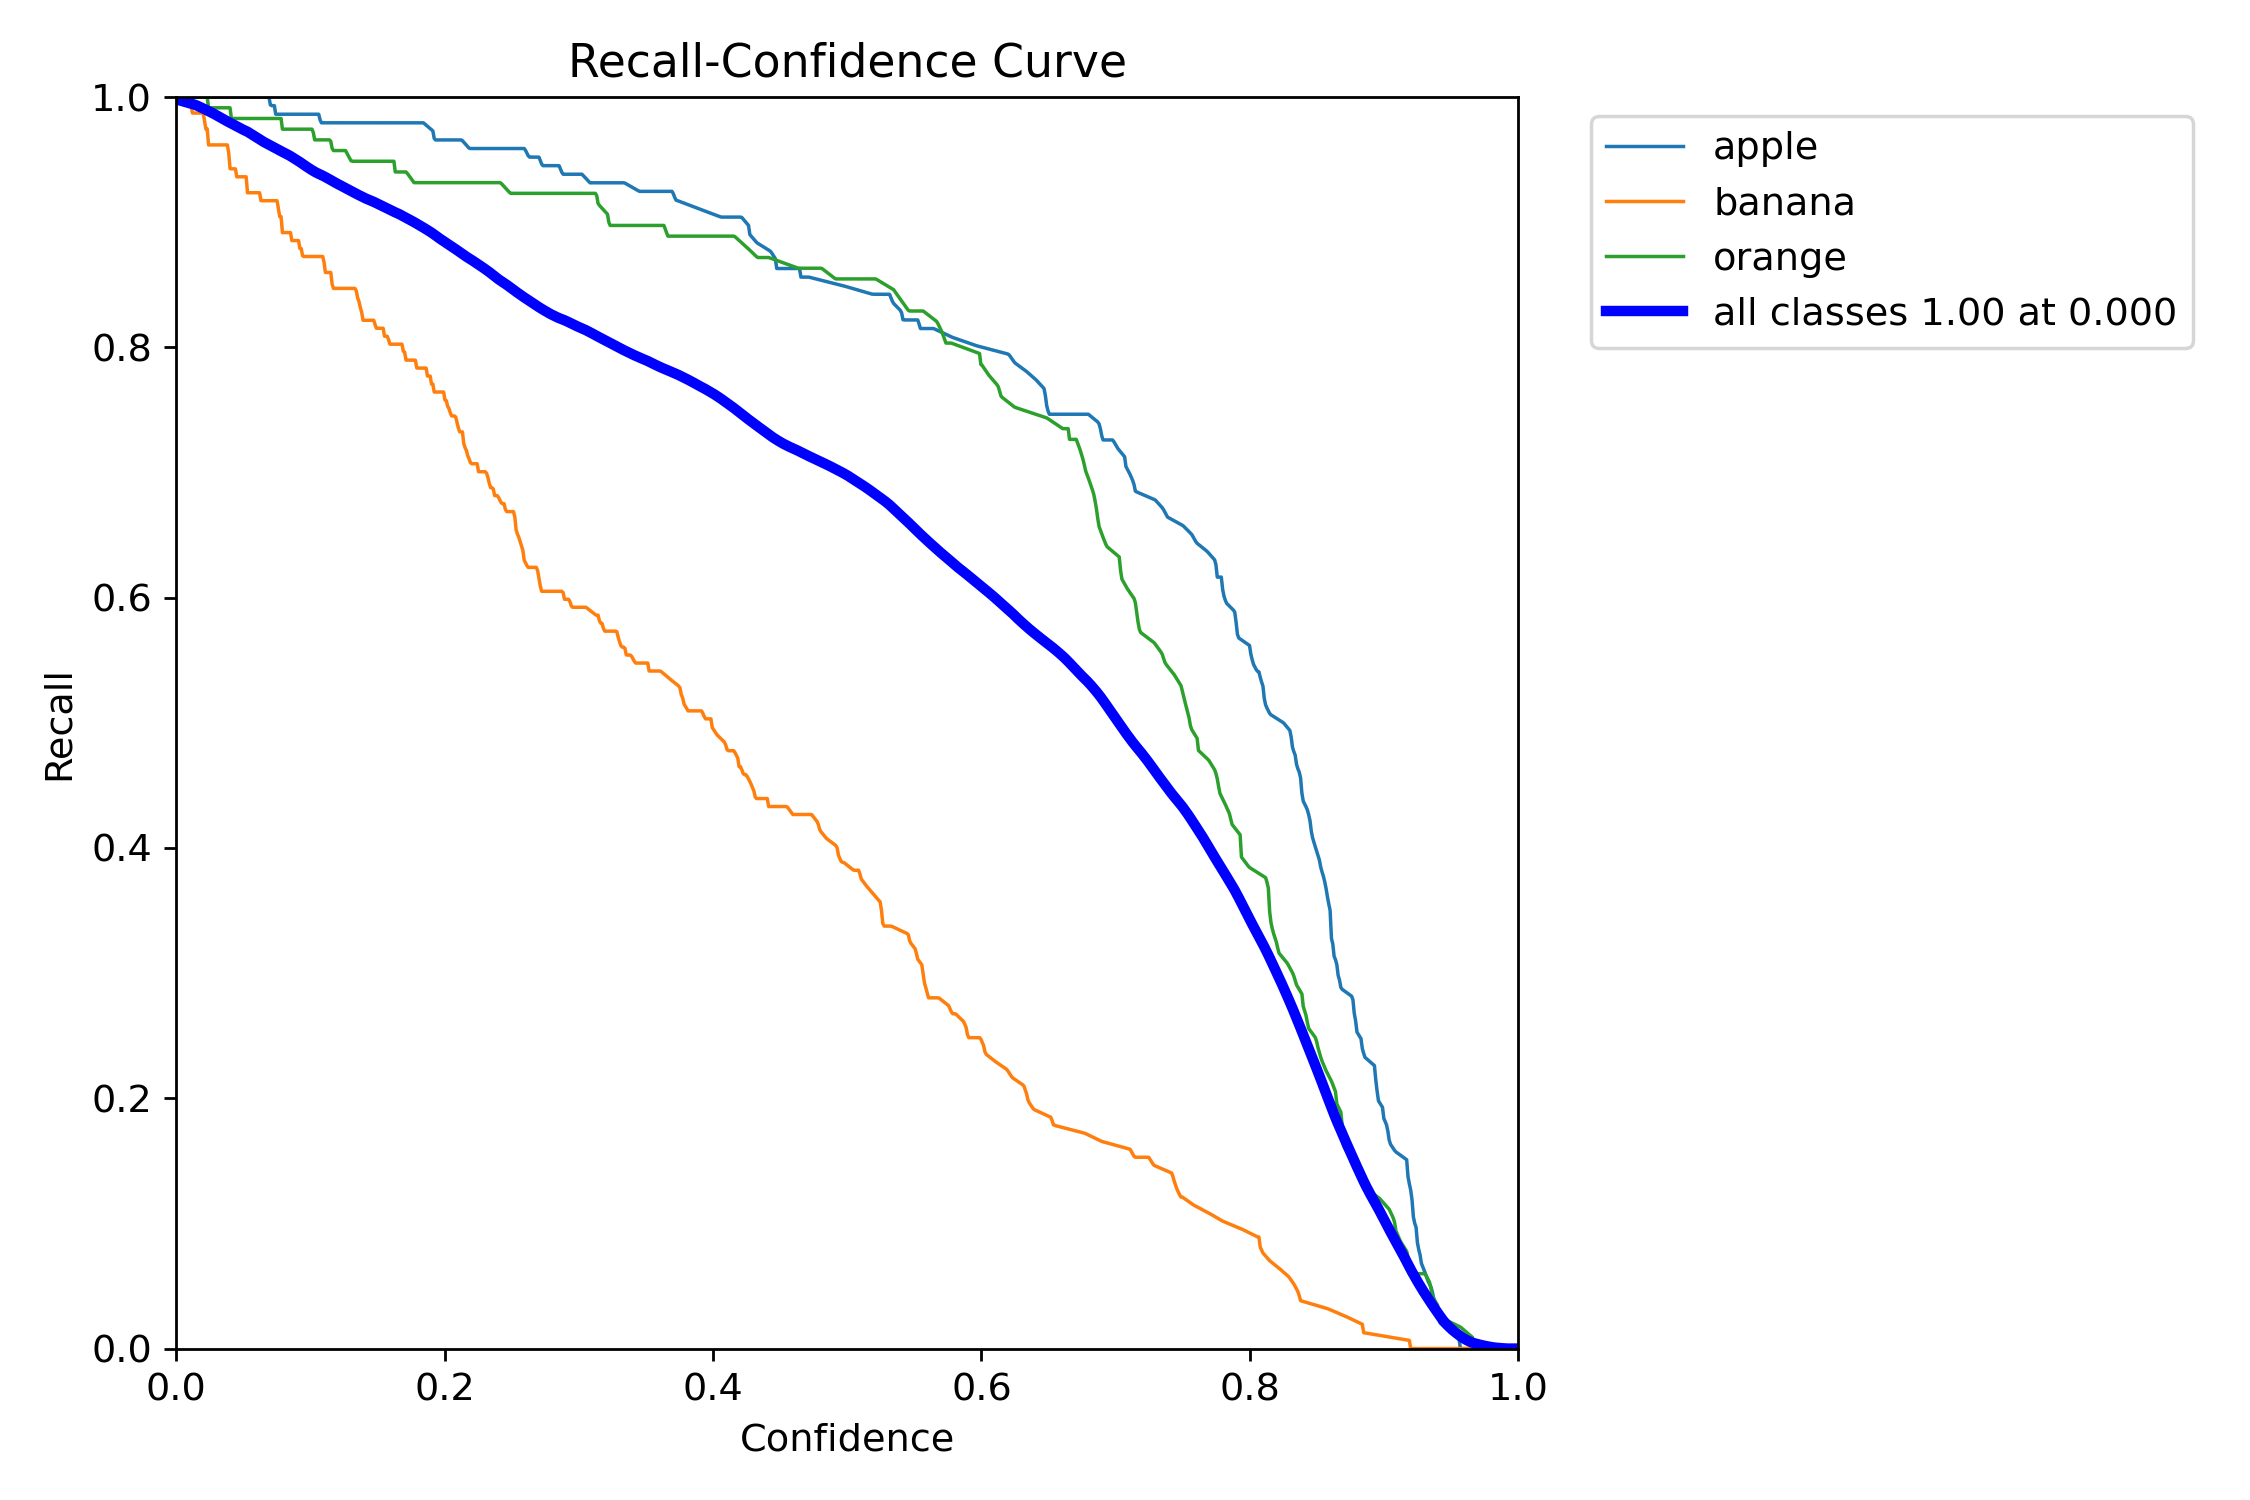 Recall-Confidence Curve
1.0
0.8
0.6
0.4
0.2
0.0
Recall
0.0 0.2 0.4 0.6 0.8 1.0
Confidence
apple
banana
orange
all classes 1.00 at 0.000